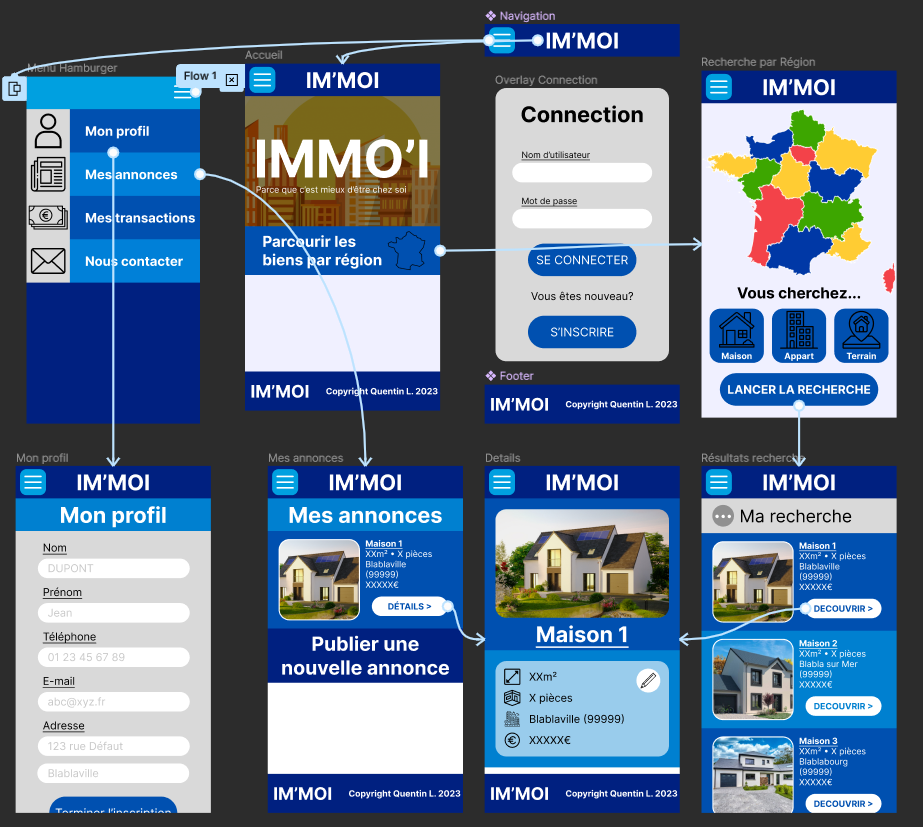 Navigation
IM'MOI
Menu Hamburger
Flow 1
Mon profil
Mes annonces
Mes transactions
Nous contacter
Accueil
IM'MOI
IMMO'I
Parce que c'est mieux d'être chez soi
Parcourir les
biens par région
IM'MOI
Copyright Quentin L. 2023
Overlay Connection
Connection
Nom d'utilisateur
Mot de passe
SE CONNECTER
Vous êtes nouveau?
S'INSCRIRE
Footer
IM'MOI
Copyright Quentin L. 2023
Recherche par Région
IM'MOI
Vous cherchez...
Maison
Appart
Terrain
LANCER LA RECHERCHE
Mon profil
IM'MOI
Mon profil
Nom
DUPONT
Prénom
Jean
Téléphone
01 23 45 67 89
E-mail
abc@xyz.fr
Adresse
123 rue Défaut
Blablaville
Terminer l'inscription
Mes annonces
IM'MOI
Mes annonces
Maison 1
XXm² • X pièces
Blablaville
(99999)
XXXXX€
DÉTAILS >
Publier une
nouvelle annonce
IM'MOI
Copyright Quentin L. 2023
Details
IM'MOI
Maison 1
XXm²
X pièces
Blablaville (99999)
XXXXX€
IM'MOI
Copyright Quentin L. 2023
Résultats recherche
IM'MOI
Ma recherche
Maison 1
XXm² • X pièces
Blablaville
(99999)
XXXXX€
DECOUVRIR >
Maison 2
XXm² • X pièces
Blabla sur Mer
(99999)
XXXXX€
DECOUVRIR >
Maison 3
XXm² • X pièces
Blablabourg
(99999)
XXXXX€
DECOUVRIR >